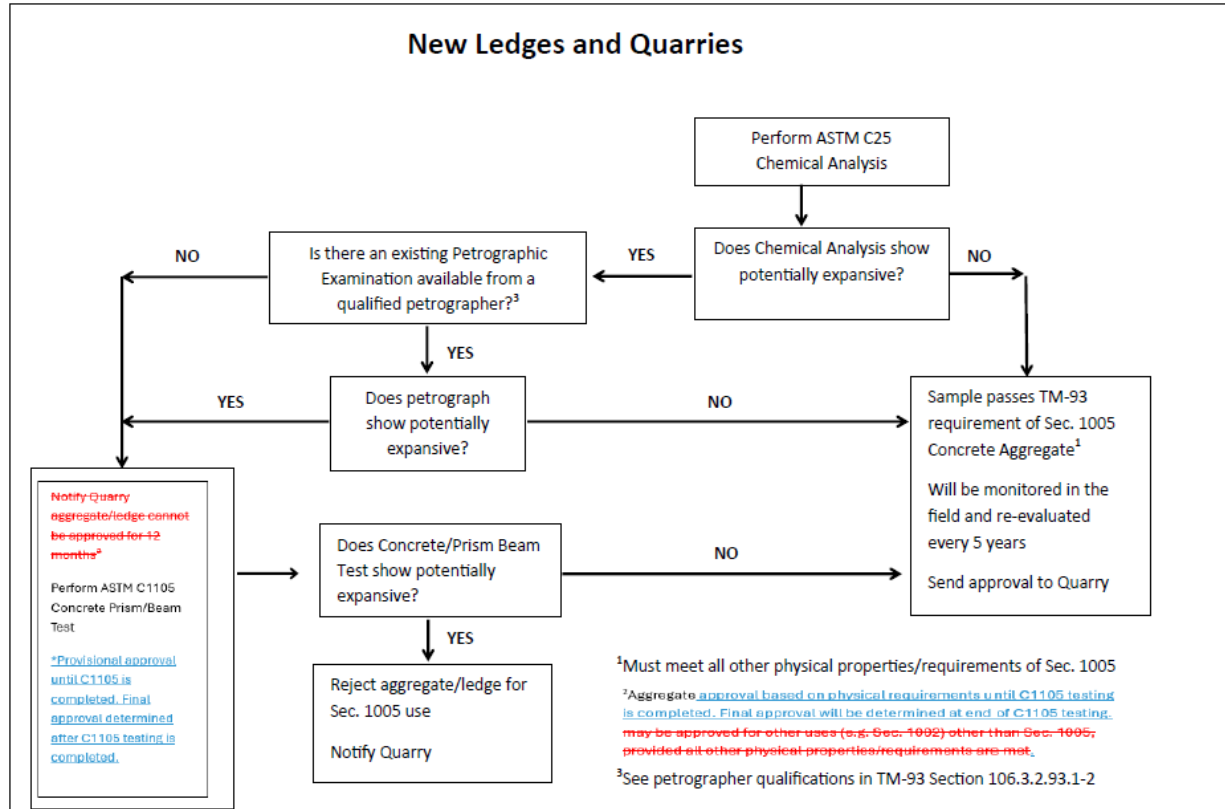 New Ledges and Quarries
Perform ASTM C25
Chemical Analysis
Does Chemical Analysis show
potentially expansive?
YES
NO
Is there an existing Petrographic
Examination available from a
qualified petrographer?³
NO
YES
Does petrograph
show potentially
expansive?
YES
NO
Sample passes TM-93
requirement of Sec. 1005
Concrete Aggregate¹
Will be monitored in the
field and re-evaluated
every 5 years
Send approval to Quarry
Notify Quarry
aggregate/ledge cannot
be approved for 12
months²
Perform ASTM C1105
Concrete Prism/Beam
Test
*Provisional approval
until C1105 is
completed. Final
approval determined
after C1105 testing is
completed.
Does Concrete/Prism Beam
Test show potentially
expansive?
NO
YES
Reject aggregate/ledge for
Sec. 1005 use
Notify Quarry
¹Must meet all other physical properties/requirements of Sec. 1005
²Aggregate approval based on physical requirements until C1105 testing
is completed. Final approval will be determined at end of C1105 testing.
may be approved for other uses (e.g. Sec. 1002) other than Sec. 1005,
provided all other physical properties/requirements are met.
³See petrographer qualifications in TM-93 Section 106.3.2.93.1-2